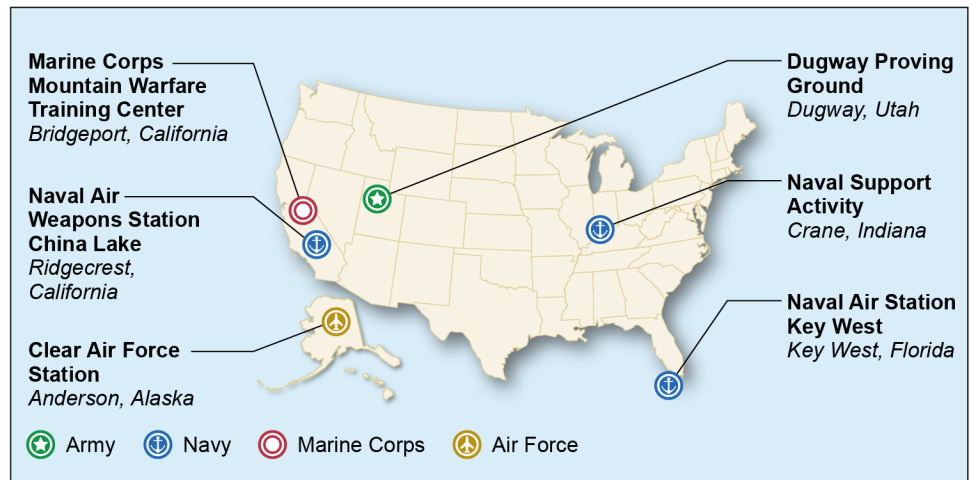 Marine Corps
Mountain Warfare
Training Center
Bridgeport, California
Naval Air
Weapons Station
China Lake
Ridgecrest,
California
Clear Air Force
Station
Anderson, Alaska
Dugway Proving
Ground
Dugway, Utah
Naval Support
Activity
Crane, Indiana
Naval Air Station
Key West
Key West, Florida
Army
Navy
Marine Corps
Air Force